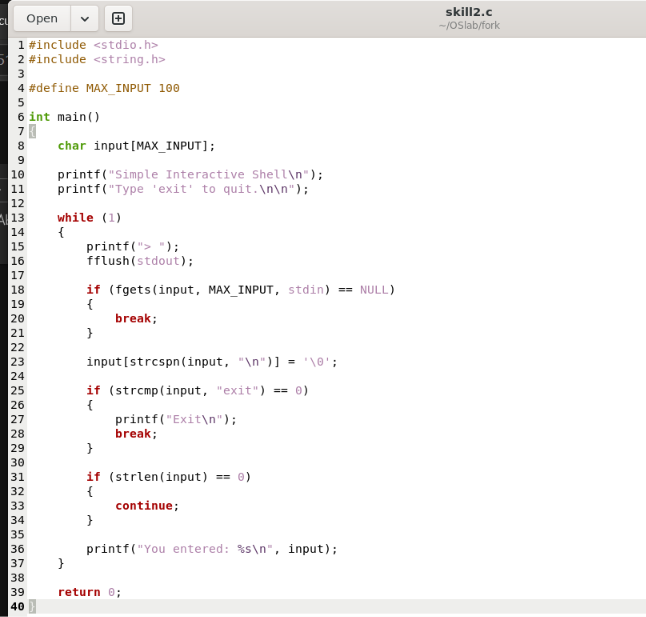 Open
skill2.c
~/OSlab/fork
1 #include <stdio.h>
2 #include <string.h>
3
4 #define MAX_INPUT 100
5
6 int main()
7 {
8     char input[MAX_INPUT];
9
10     printf("Simple Interactive Shell\n");
11     printf("Type 'exit' to quit.\n\n");
12
13     while (1)
14     {
15         printf("> ");
16         fflush(stdout);
17
18         if (fgets(input, MAX_INPUT, stdin) == NULL)
19         {
20             break;
21         }
22
23         input[strcspn(input, "\n")] = '\0';
24
25         if (strcmp(input, "exit") == 0)
26         {
27             printf("Exit\n");
28             break;
29         }
30
31         if (strlen(input) == 0)
32         {
33             continue;
34         }
35
36         printf("You entered: %s\n", input);
37     }
38
39     return 0;
40 }